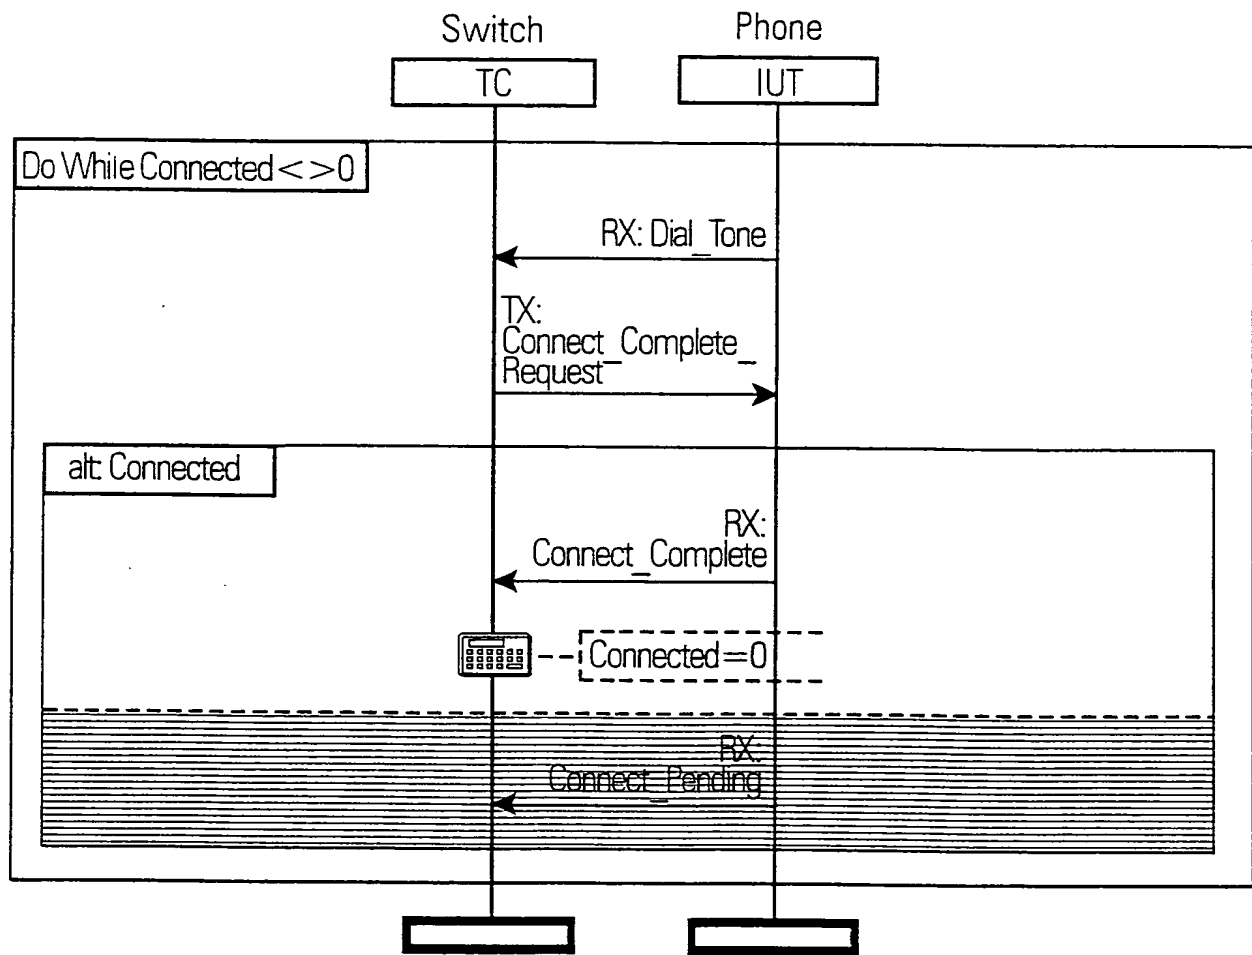 Switch
Phone
TC
IUT
Do While Connected<>0
RX: Dial_Tone
TX:
Connect_Complete_
Request
alt: Connected
RX:
Connect_Complete
Connected=0
RX:
Connect_Pending